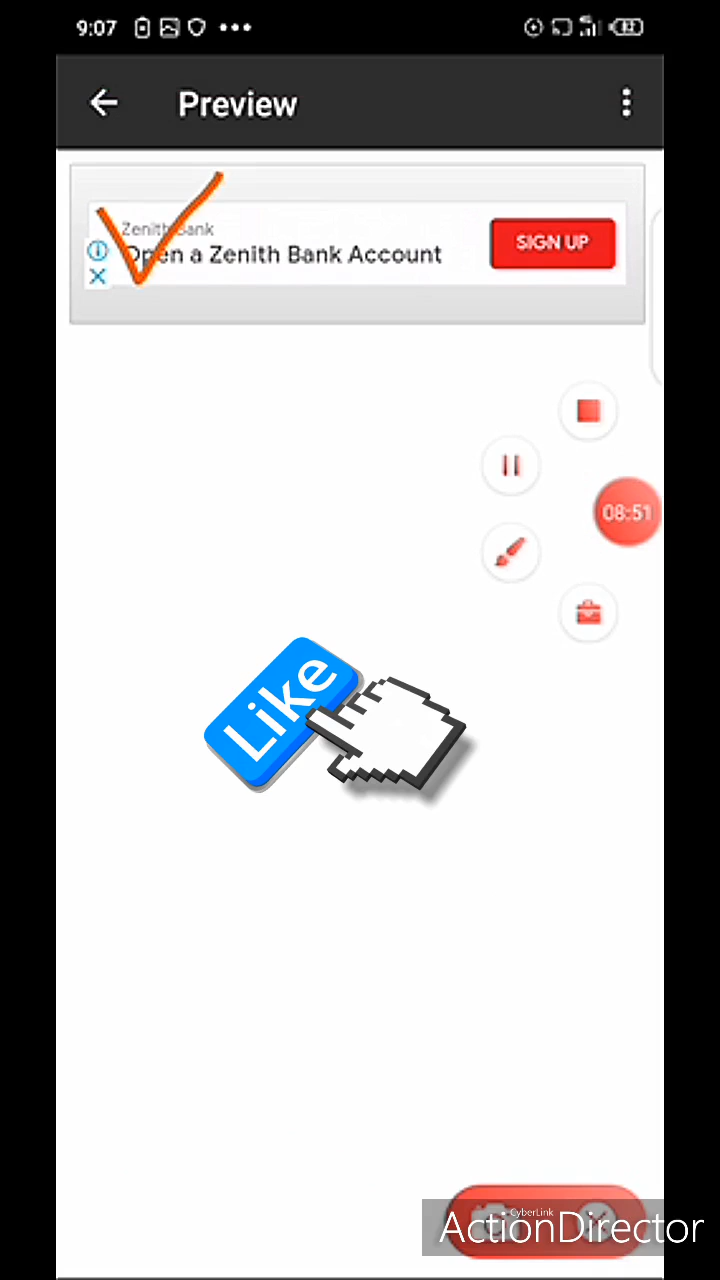 9:07
Preview
Zenith Bank
Open a Zenith Bank Account
SIGN UP
08:51
Like
CyberLink
ActionDirector